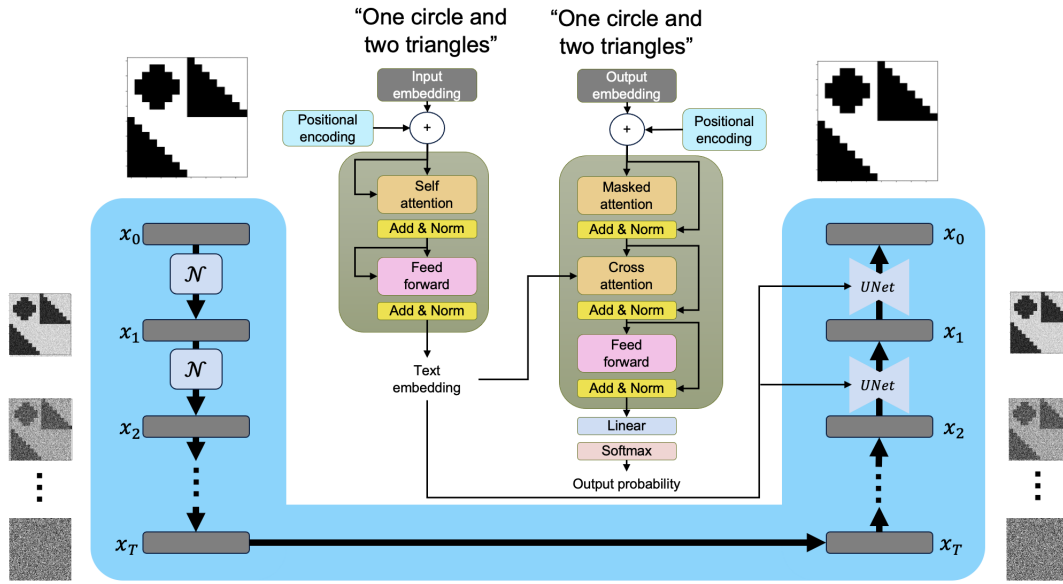 “One circle and
two triangles”
“One circle and
two triangles”
Input
embedding
Output
embedding
Positional
encoding
+
+
Positional
encoding
Self
attention
Add & Norm
Feed
forward
Add & Norm
Text
embedding
Masked
attention
Add & Norm
Cross
attention
Add & Norm
Feed
forward
Add & Norm
Linear
Softmax
Output probability
x₀
𝒩
x₁
𝒩
x₂
x_T
x₀
UNet
x₁
UNet
x₂
x_T